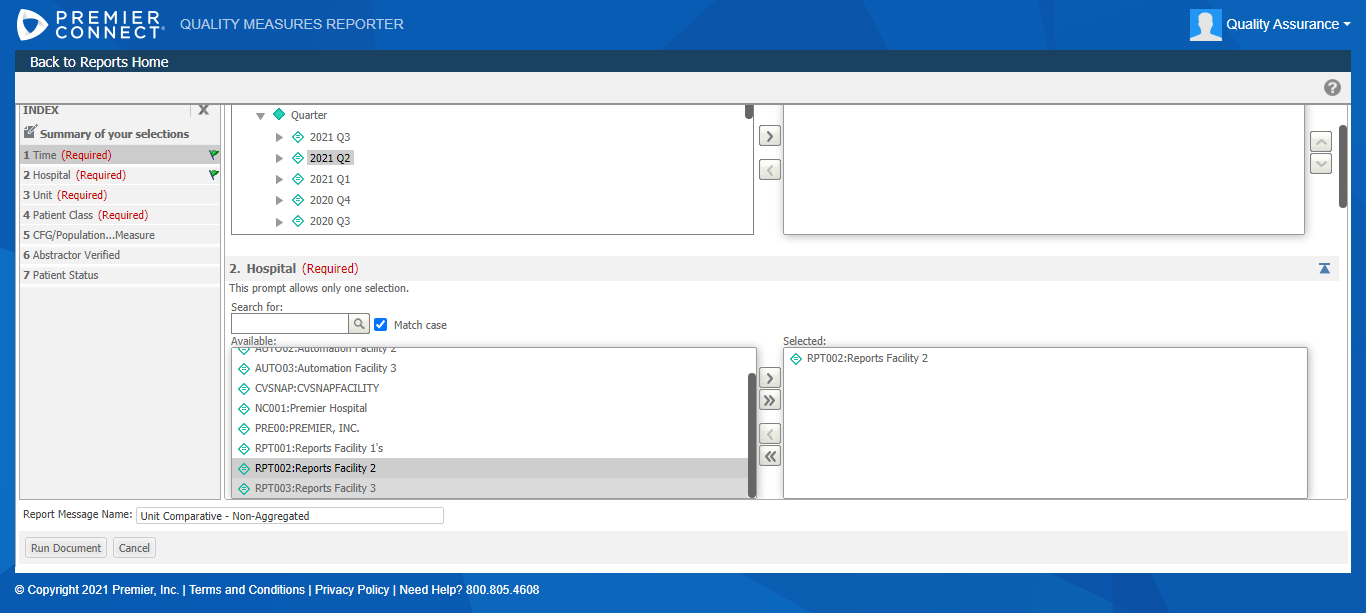 PREMIER CONNECT QUALITY MEASURES REPORTER
Quality Assurance
Back to Reports Home
INDEX
Summary of your selections
1 Time (Required)
2 Hospital (Required)
3 Unit (Required)
4 Patient Class (Required)
5 CFG/Population...Measure
6 Abstractor Verified
7 Patient Status
Quarter
2021 Q3
2021 Q2
2021 Q1
2020 Q4
2020 Q3
2. Hospital (Required)
This prompt allows only one selection.
Search for:
Match case
Available:
AUTO02:Automation Facility 2
AUTO03:Automation Facility 3
CVSNAP:CVSNAPFACILITY
NC001:Premier Hospital
PRE00:PREMIER, INC.
RPT001:Reports Facility 1's
RPT002:Reports Facility 2
RPT003:Reports Facility 3
Selected:
RPT002:Reports Facility 2
Report Message Name: Unit Comparative - Non-Aggregated
Run Document Cancel
© Copyright 2021 Premier, Inc. | Terms and Conditions | Privacy Policy | Need Help? 800.805.4608